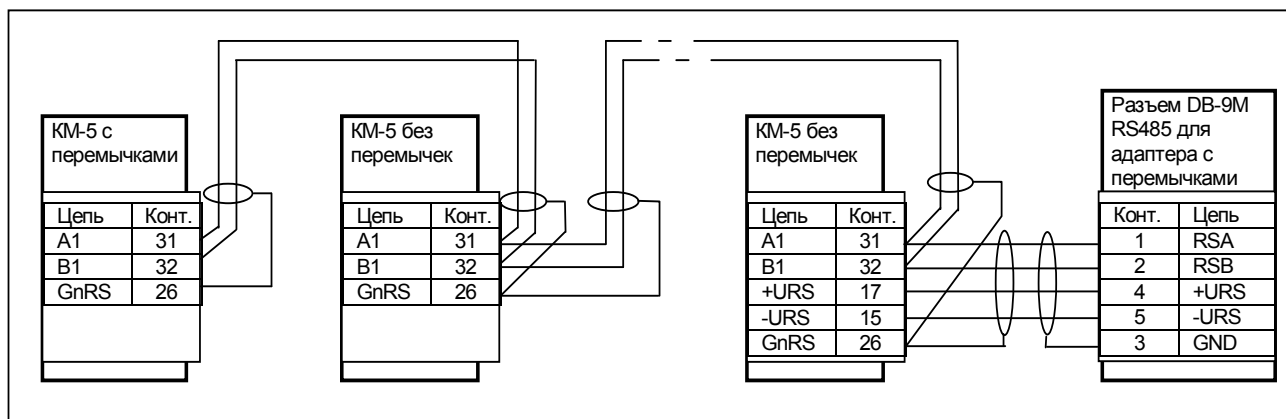 КМ-5 с
перемычками
Цепь Конт.
A1 31
B1 32
GnRS 26
КМ-5 без
перемычек
Цепь Конт.
A1 31
B1 32
GnRS 26
КМ-5 без
перемычек
Цепь Конт.
A1 31
B1 32
+URS 17
-URS 15
GnRS 26
Разъем DB-9M
RS485 для
адаптера с
перемычками
Конт. Цепь
1 RSA
2 RSB
4 +URS
5 -URS
3 GND